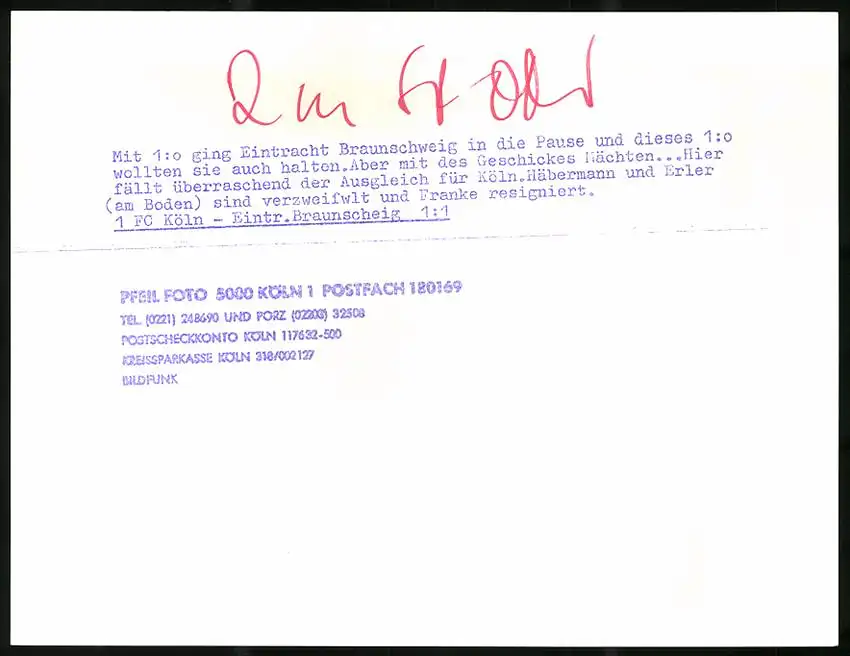 Mit 1:o ging Eintracht Braunschweig in die Pause und dieses 1:o
wollten sie auch halten.Aber mit des Geschickes Mächten...Hier
fällt überraschend der Ausgleich für Köln.Häbermann und Erler
(am Boden) sind verzweifwlt und Franke resigniert.
1 FC Köln - Eintr.Braunscheig 1:1
PFEIL FOTO 5000 KÖLN 1 POSTFACH 180169
TEL. (0221) 248690 UND PORZ (02203) 32508
POSTSCHECKKONTO KÖLN 117632-500
KREISSPARKASSE KÖLN 318/002127
BILDFUNK